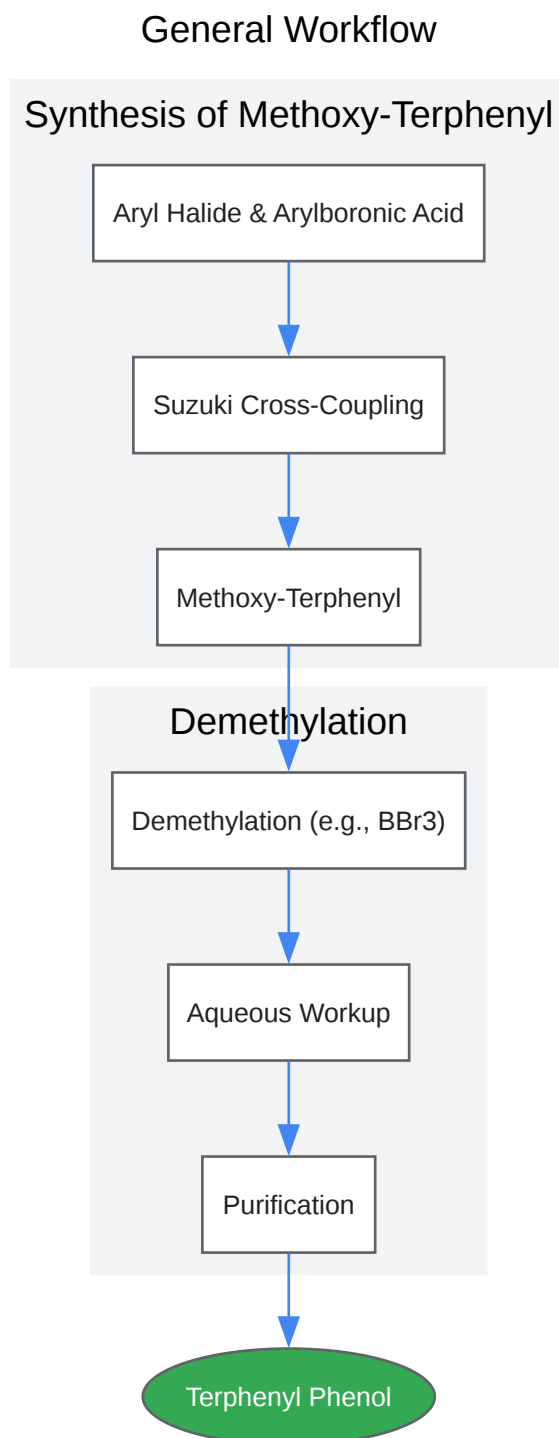 General Workflow
Synthesis of Methoxy-Terphenyl
Aryl Halide & Arylboronic Acid
Suzuki Cross-Coupling
Methoxy-Terphenyl
Demethylation
Demethylation (e.g., BBr3)
Aqueous Workup
Purification
Terphenyl Phenol